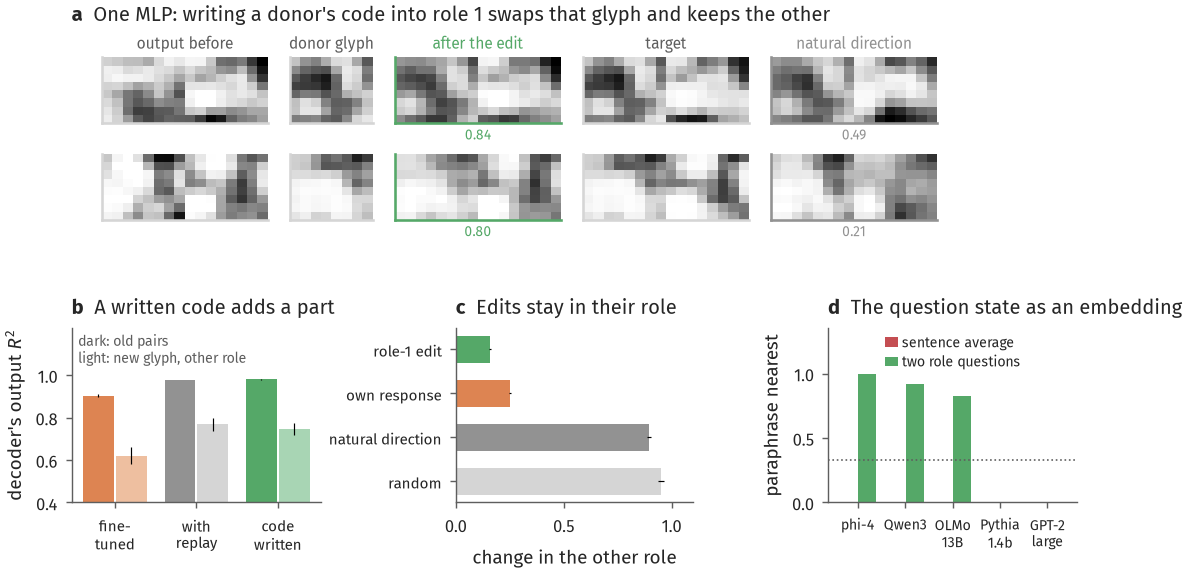 a One MLP: writing a donor's code into role 1 swaps that glyph and keeps the other
output before
donor glyph
after the edit
target
natural direction
0.84
0.49
0.80
0.21
b A written code adds a part
dark: old pairs
light: new glyph, other role
decoder's output R²
1.0
0.8
0.6
0.4
fine-
tuned
with
replay
code
written
c Edits stay in their role
role-1 edit
own response
natural direction
random
0.0
0.5
1.0
change in the other role
d The question state as an embedding
sentence average
two role questions
paraphrase nearest
1.0
0.5
0.0
phi-4
Qwen3
OLMo
13B
Pythia
1.4b
GPT-2
large